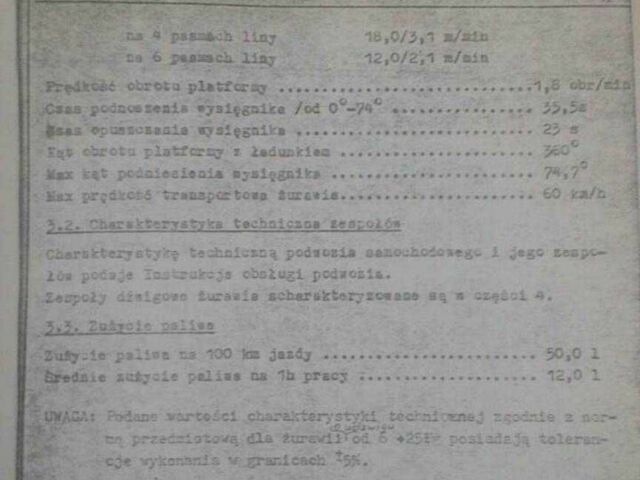 na 4 pasmach liny 18,0/3,1 m/min
na 6 pasmach liny 12,0/2,1 m/min
Prędkość obrotu platformy ..............................1,8 obr/min
Czas podnoszenia wysięgnika /od 0°-74° ................. 35,5s
Czas opuszczania wysięgnika ............................ 23 s
Kąt obrotu platformy z ładunkiem ....................... 360°
Max kąt podniesienia wysięgnika ........................ 74,7°
Max prędkość transportowa żurawia....................... 60 km/h
3.2. Charakterystyka techniczna zespołów
Charakterystykę techniczną podwozia samochodowego i jego zespo-
łów podaje Instrukcja obsługi podwozia.
Zespoły dźwigowe żurawia scharakteryzowane są w części 4.
3.3. Zużycie paliwa
Zużycie paliwa na 100 km jazdy ......................... 50,0 l
Średnie zużycie paliwa na 1h pracy ..................... 12,0 l
UWAGA: Podane wartości charakterystyki technicznej zgodnie z nor-
mą przedmiotową dla żurawii od 6 +25t posiadają toleran-
cje wykonania w granicach ±5%.